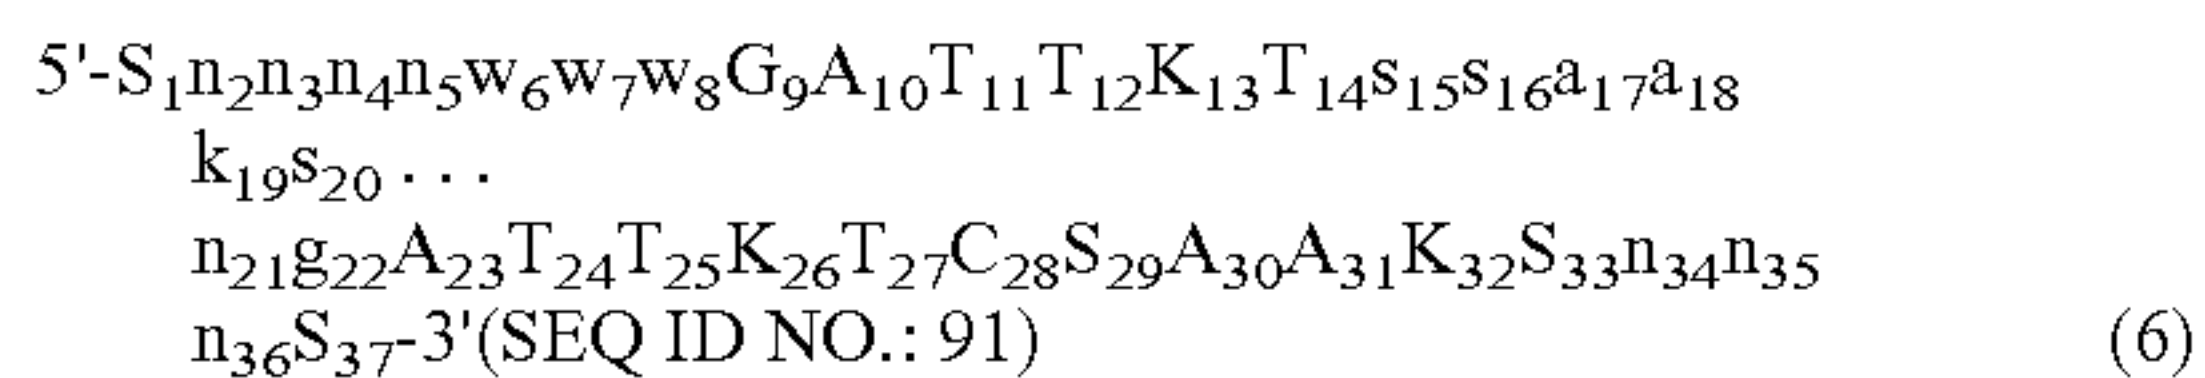 5'-S₁n₂n₃n₄n₅w₆w₇w₈G₉A₁₀T₁₁T₁₂K₁₃T₁₄s₁₅s₁₆a₁₇a₁₈
k₁₉s₂₀ . . .
n₂₁g₂₂A₂₃T₂₄T₂₅K₂₆T₂₇C₂₈S₂₉A₃₀A₃₁K₃₂S₃₃n₃₄n₃₅
n₃₆S₃₇-3'(SEQ ID NO.: 91) (6)